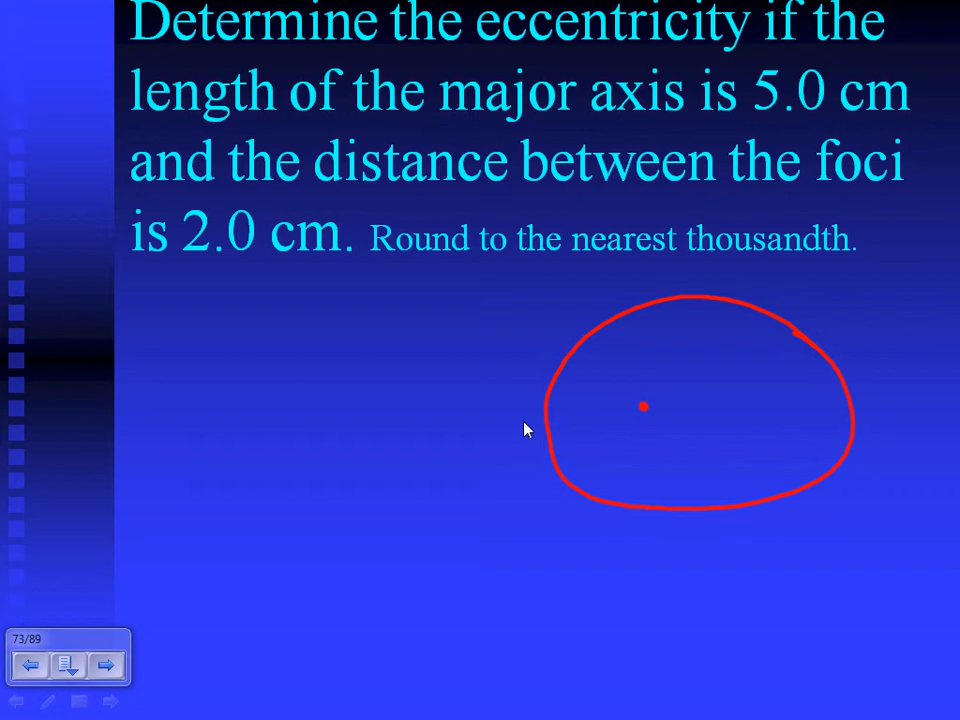 Determine the eccentricity if the
length of the major axis is 5.0 cm
and the distance between the foci
is 2.0 cm. Round to the nearest thousandth.
73/89